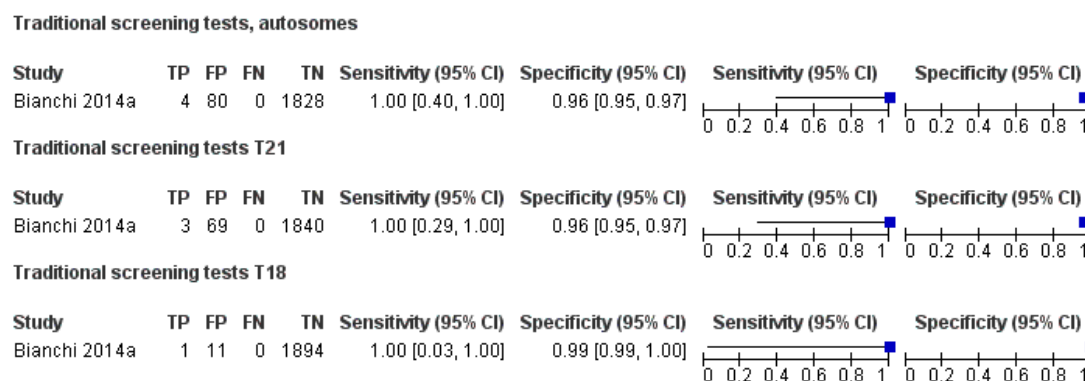 Traditional screening tests, autosomes
Study TP FP FN TN Sensitivity (95% CI) Specificity (95% CI) Sensitivity (95% CI) Specificity (95% CI)
Bianchi 2014a 4 80 0 1828 1.00 [0.40, 1.00] 0.96 [0.95, 0.97]
0 0.2 0.4 0.6 0.8 1 0 0.2 0.4 0.6 0.8 1
Traditional screening tests T21
Study TP FP FN TN Sensitivity (95% CI) Specificity (95% CI) Sensitivity (95% CI) Specificity (95% CI)
Bianchi 2014a 3 69 0 1840 1.00 [0.29, 1.00] 0.96 [0.95, 0.97]
0 0.2 0.4 0.6 0.8 1 0 0.2 0.4 0.6 0.8 1
Traditional screening tests T18
Study TP FP FN TN Sensitivity (95% CI) Specificity (95% CI) Sensitivity (95% CI) Specificity (95% CI)
Bianchi 2014a 1 11 0 1894 1.00 [0.03, 1.00] 0.99 [0.99, 1.00]
0 0.2 0.4 0.6 0.8 1 0 0.2 0.4 0.6 0.8 1